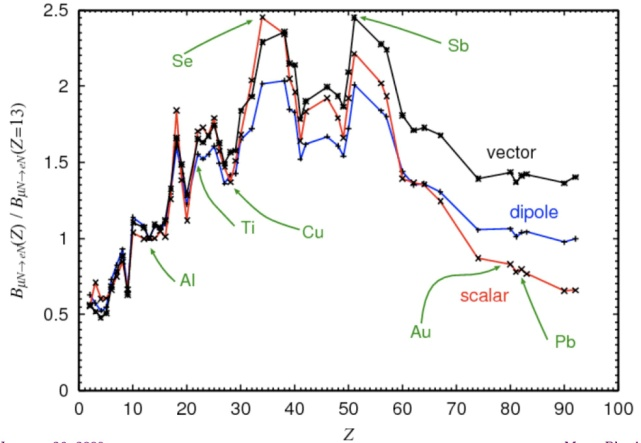 2.5
2
1.5
1
0.5
0
0 10 20 30 40 50 60 70 80 90 100
Z
B_{μN→eN}(Z) / B_{μN→eN}(Z=13)
Se
Sb
vector
Ti
Cu
dipole
Al
scalar
Au
Pb